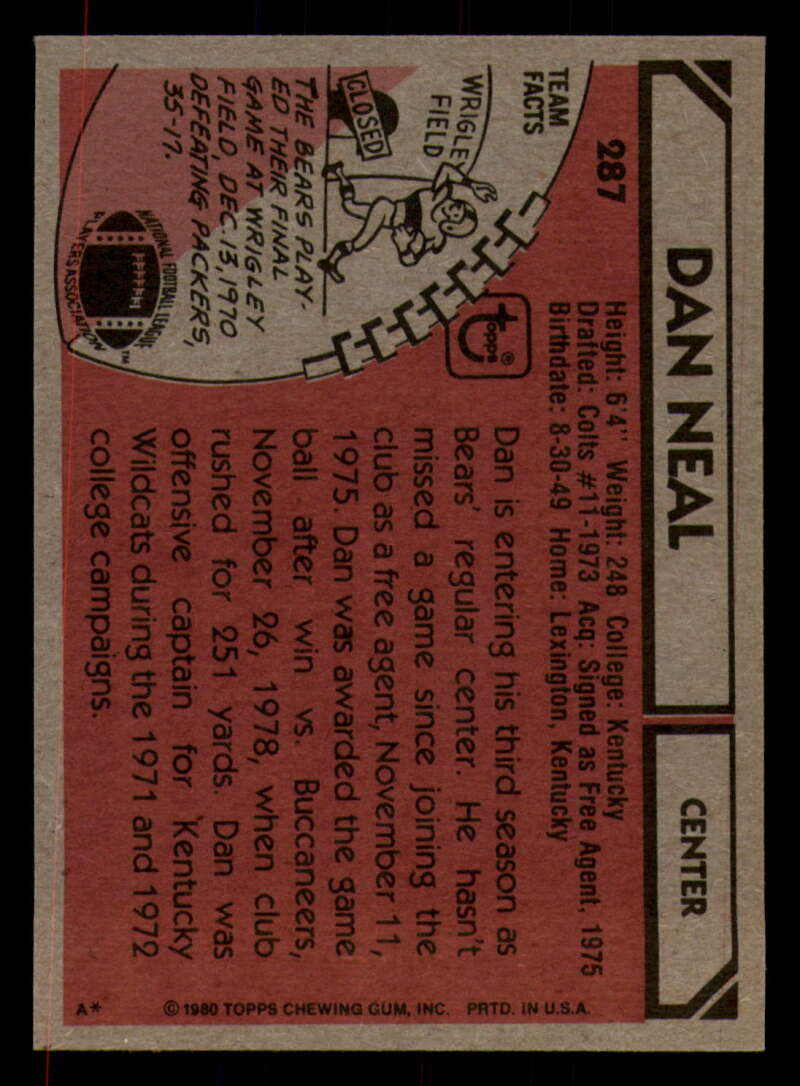 DAN NEAL
CENTER
287
Height: 6'4" Weight: 248 College: Kentucky
Drafted: Colts #11-1973 Acq: Signed as Free Agent, 1975
Birthdate: 8-30-49 Home: Lexington, Kentucky
TEAM
FACTS
WRIGLEY
FIELD
CLOSED
THE BEARS PLAY-
ED THEIR FINAL
GAME AT WRIGLEY
FIELD, DEC. 13, 1970
DEFEATING PACKERS,
35-17.
NATIONAL FOOTBALL LEAGUE
PLAYERS ASSOCIATION
™
topps®
Dan is entering his third season as
Bears' regular center. He hasn't
missed a game since joining the
club as a free agent, November 11,
1975. Dan was awarded the game
ball after win vs. Buccaneers,
November 26, 1978, when club
rushed for 251 yards. Dan was
offensive captain for Kentucky
Wildcats during the 1971 and 1972
college campaigns.
A* © 1980 TOPPS CHEWING GUM, INC. PRTD. IN U.S.A.